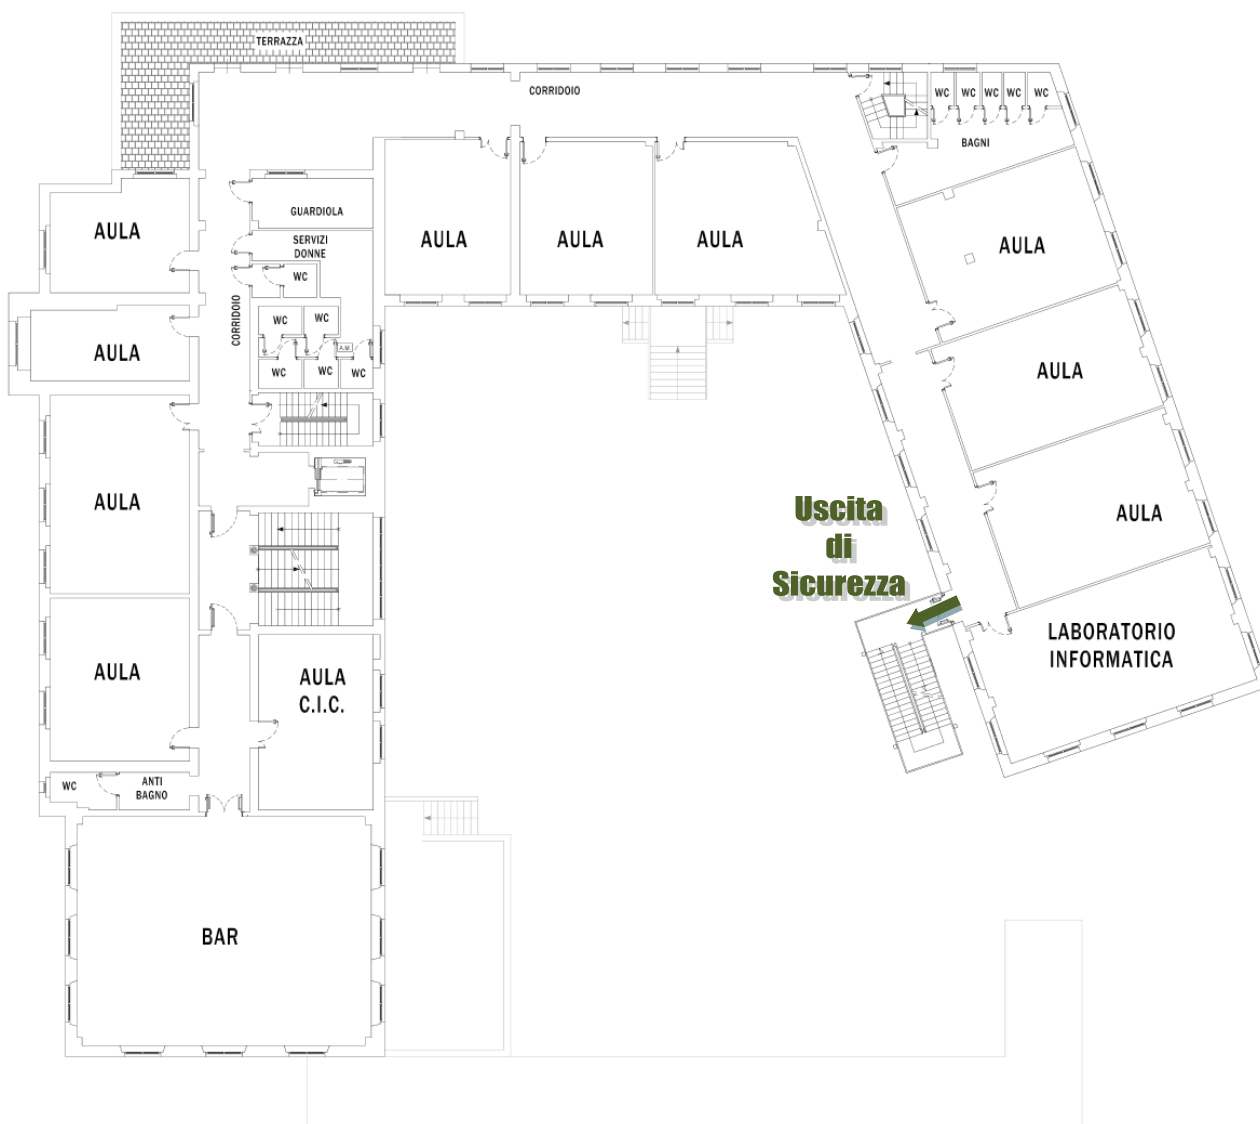 TERRAZZA
CORRIDOIO
WC WC WC WC WC
BAGNI
GUARDIOLA
AULA
SERVIZI
DONNE
AULA
AULA
AULA
AULA
WC
CORRIDOIO
WC
WC
A.M.
AULA
WC
WC
WC
AULA
AULA
Uscita
di
Sicurezza
AULA
LABORATORIO
INFORMATICA
AULA
AULA
C.I.C.
WC
ANTI
BAGNO
BAR